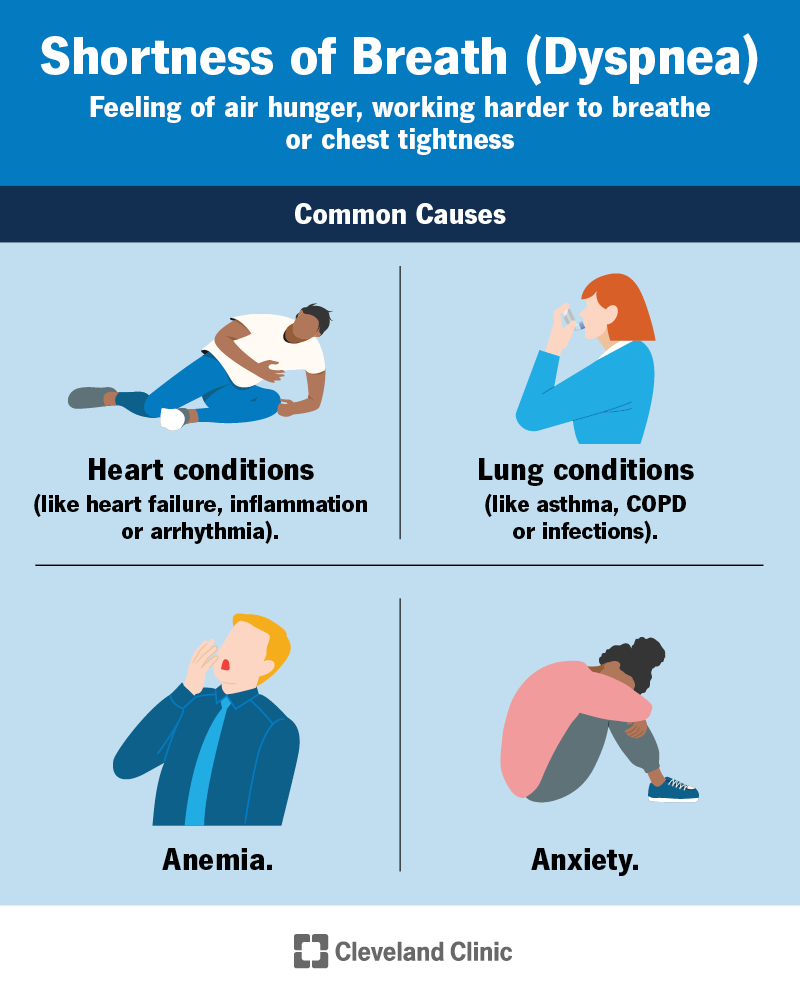 Shortness of Breath (Dyspnea)
Feeling of air hunger, working harder to breathe
or chest tightness
Common Causes
Heart conditions
(like heart failure, inflammation
or arrhythmia).
Lung conditions
(like asthma, COPD
or infections).
Anemia.
Anxiety.
Cleveland Clinic